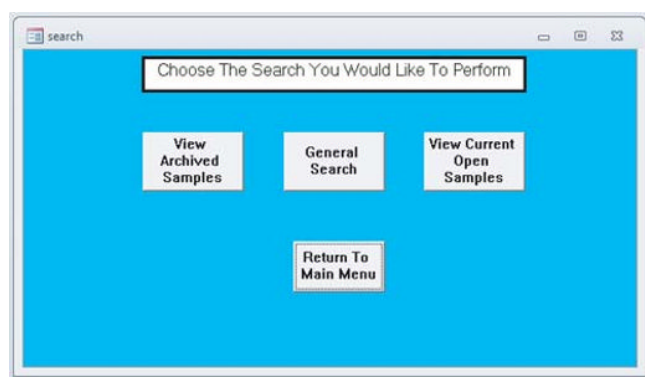 search
Choose The Search You Would Like To Perform
View
Archived
Samples
General
Search
View Current
Open
Samples
Return To
Main Menu